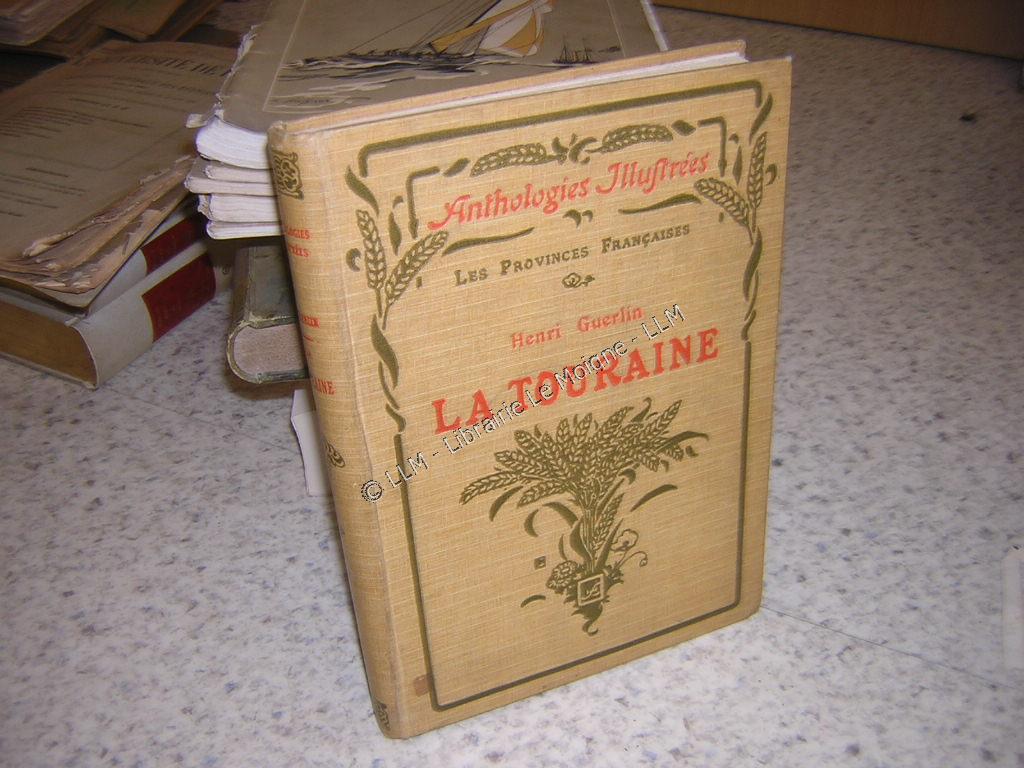 Anthologies Illustrées
Les Provinces Françaises
Henri Guerlin
LA TOURAINE
© LLM - Librairie Le Moigne - LLM